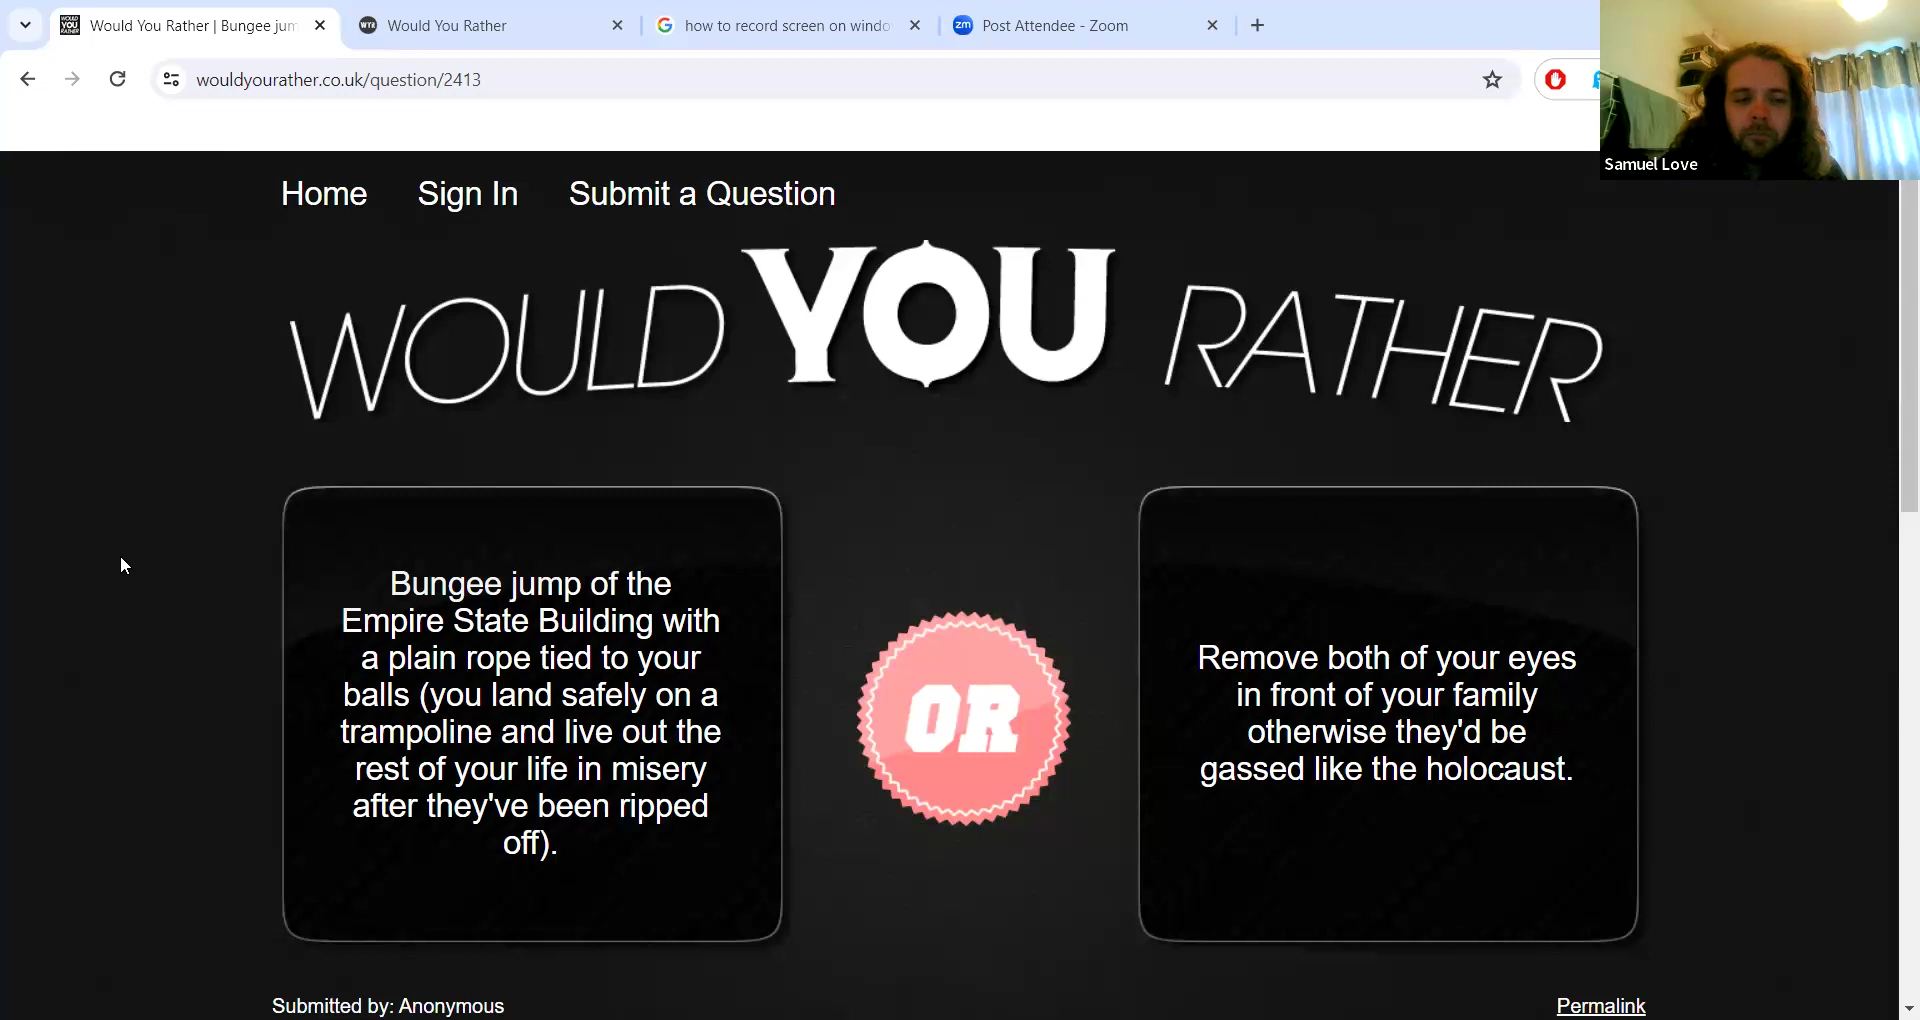 Would You Rather | Bungee jum
Would You Rather
how to record screen on windo
zm Post Attendee - Zoom
wouldyourather.co.uk/question/2413
Samuel Love
Home Sign In Submit a Question
WOULD YOU RATHER
Bungee jump of the
Empire State Building with
a plain rope tied to your
balls (you land safely on a
trampoline and live out the
rest of your life in misery
after they've been ripped
off).
OR
Remove both of your eyes
in front of your family
otherwise they'd be
gassed like the holocaust.
Submitted by: Anonymous
Permalink